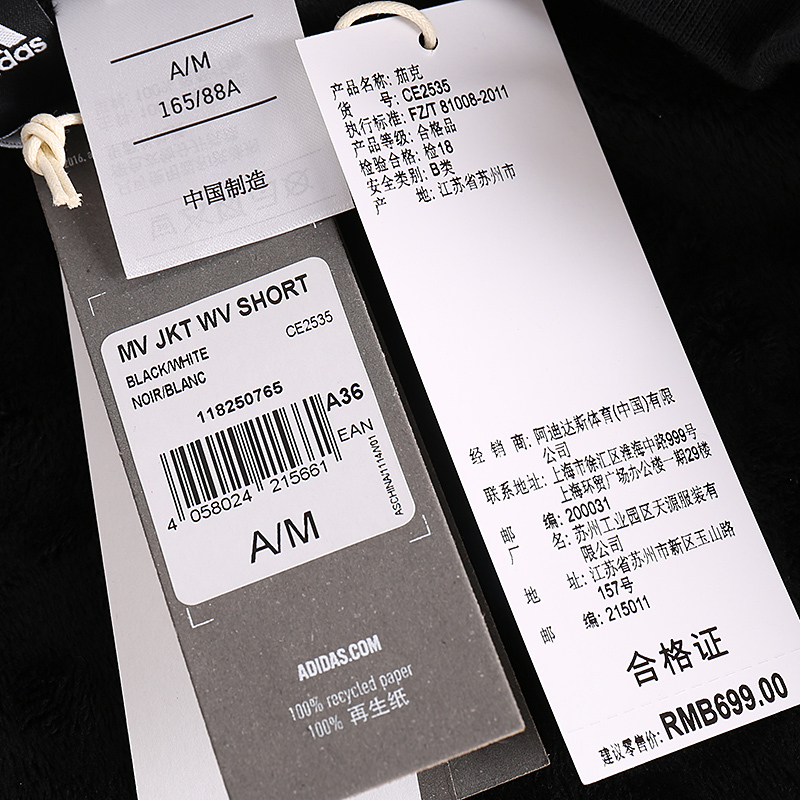 adidas
A/M
165/88A
中国制造
MV JKT WV SHORT
CE2535
BLACK/WHITE
NOIR/BLANC
118250765
A36
EAN
4 058024 215661
ASCHINA/1114/V01
A/M
ADIDAS.COM
100% recycled paper
100% 再生纸
产品名称: 茄克
货 号: CE2535
执行标准: FZ/T 81008-2011
产品等级: 合格品
检验合格: 检18
安全类别: B类
产 地: 江苏省苏州市
经 销 商: 阿迪达斯体育(中国)有限
公司
联系地址: 上海市徐汇区淮海中路999号
上海环贸广场办公楼一期29楼
邮 编: 200031
厂 名: 苏州工业园区天源服装有
限公司
地 址: 江苏省苏州市新区玉山路
157号
邮 编: 215011
合格证
建议零售价: RMB699.00